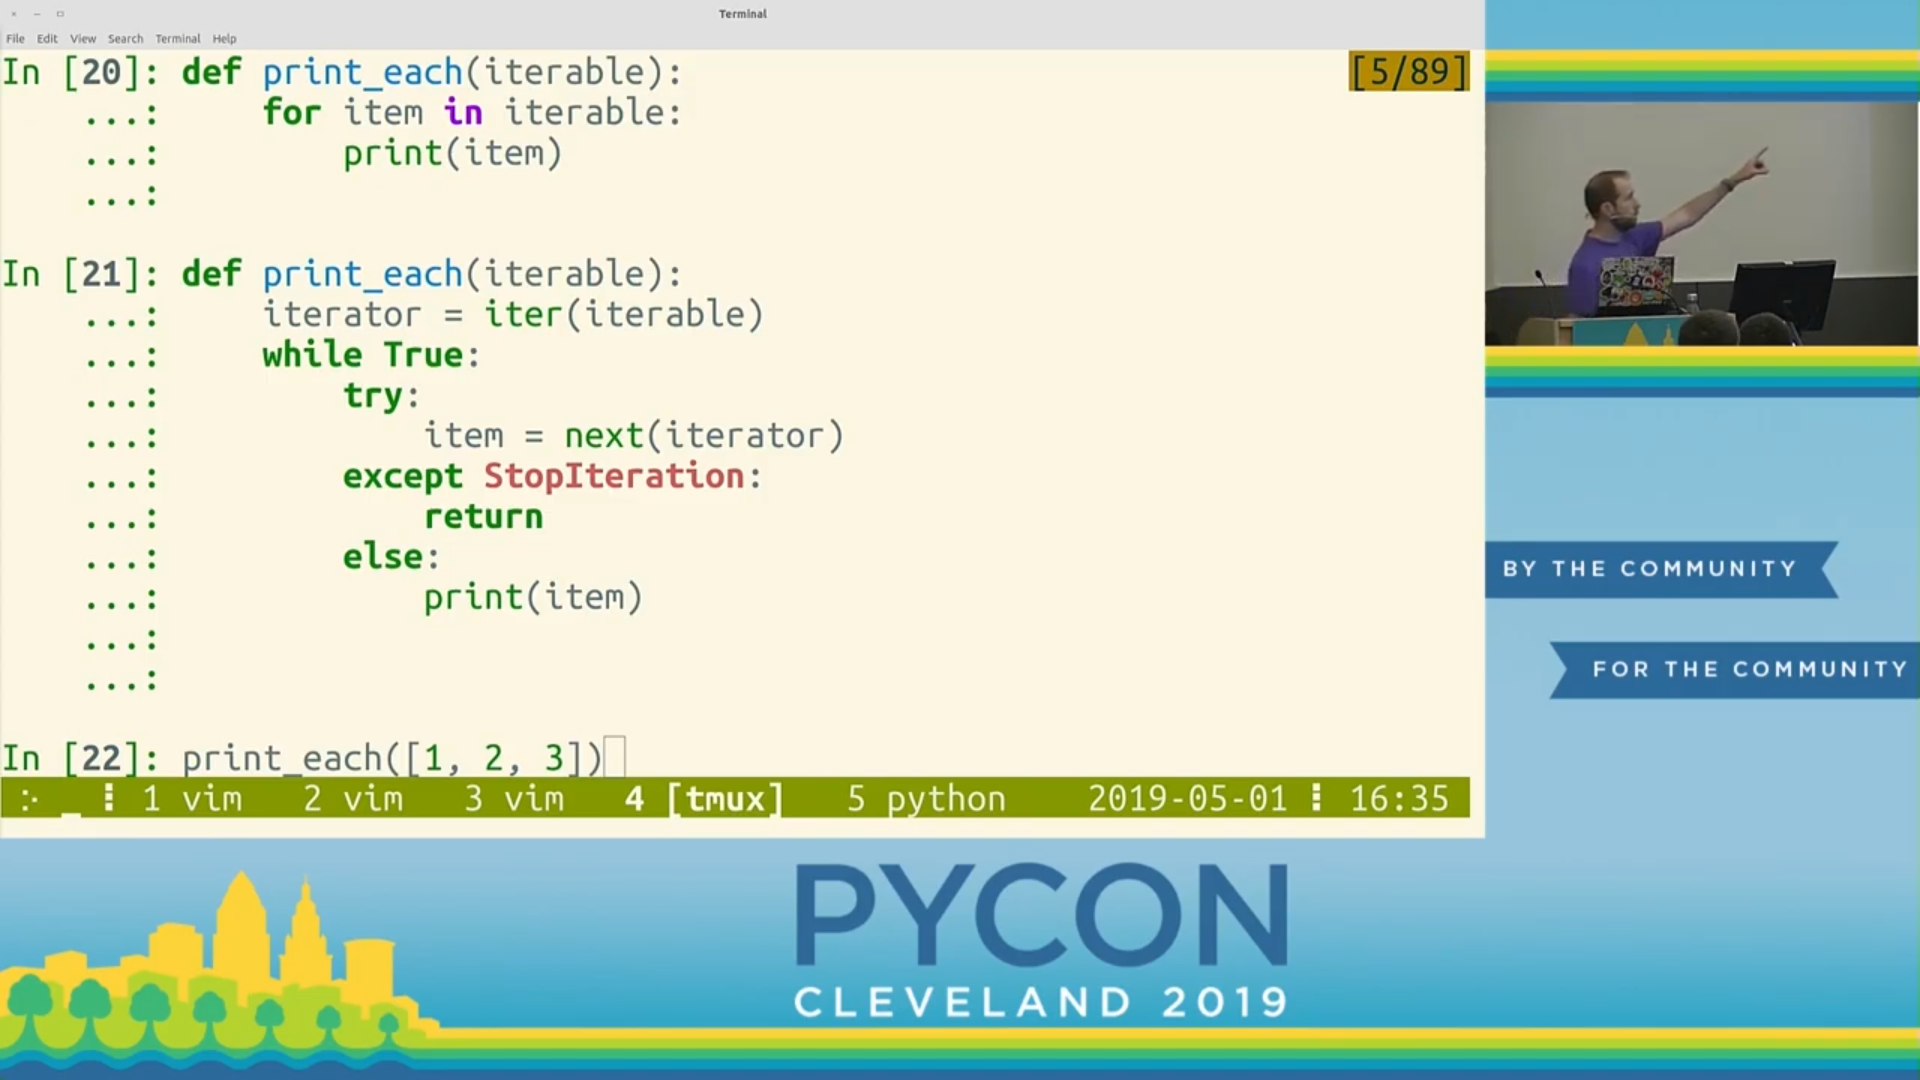 Terminal
File Edit View Search Terminal Help
In [20]: def print_each(iterable): [5/89]
...: for item in iterable:
...: print(item)
...:
In [21]: def print_each(iterable):
...: iterator = iter(iterable)
...: while True:
...: try:
...: item = next(iterator)
...: except StopIteration:
...: return
...: else:
...: print(item)
...:
...:
In [22]: print_each([1, 2, 3])
1 vim 2 vim 3 vim 4 [tmux] 5 python 2019-05-01 16:35
BY THE COMMUNITY
FOR THE COMMUNITY
PYCON
CLEVELAND 2019